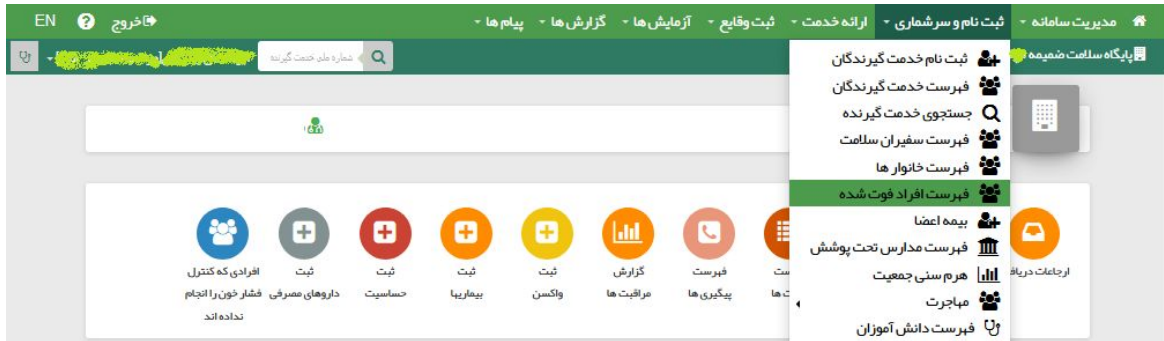 مدیریت سامانه
ثبت نام و سرشماری
ارائه خدمت
ثبت وقایع
آزمایش ها
گزارش ها
پیام ها
خروج
EN
پایگاه سلامت ضمیمه
شماره ملی خدمت گیرنده
ثبت نام خدمت گیرندگان
فهرست خدمت گیرندگان
جستجوی خدمت گیرنده
فهرست سفیران سلامت
فهرست خانوار ها
فهرست افراد فوت شده
بیمه اعضا
فهرست مدارس تحت پوشش
هرم سنی جمعیت
مهاجرت
فهرست دانش آموزان
ارجاعات
فهرست
پیگیری ها
گزارش
مراقبت ها
ثبت
واکسن
ثبت
بیماریها
ثبت
حساسیت
ثبت
داروهای مصرفی
افرادی که کنترل
فشار خون را انجام
نداده اند